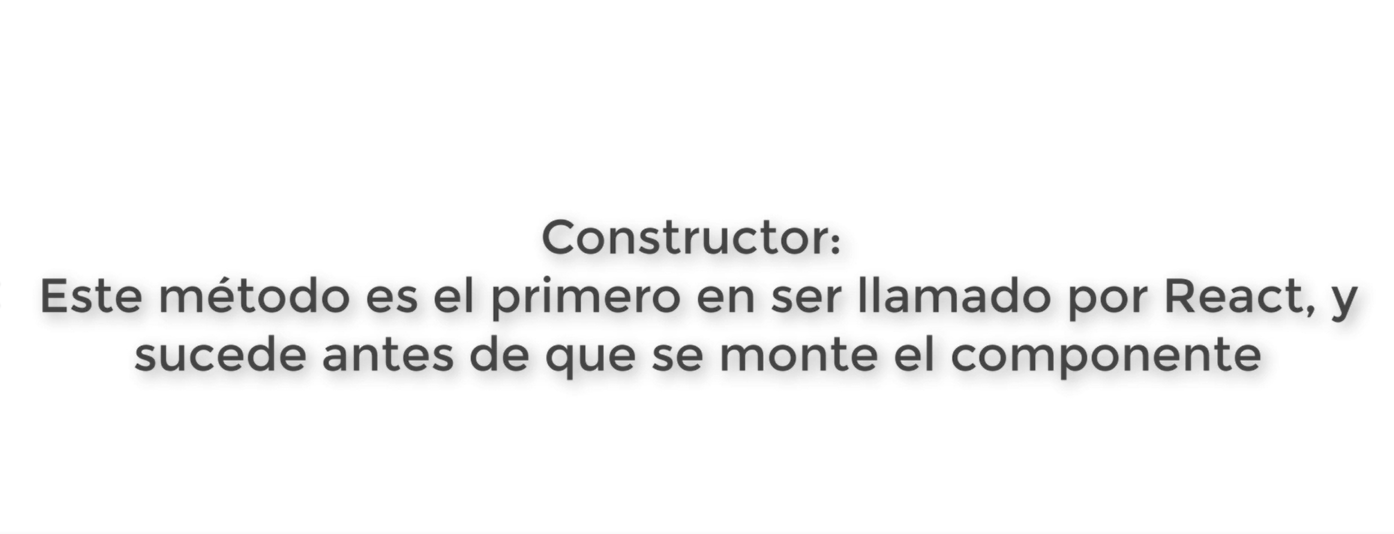 Constructor:
Este método es el primero en ser llamado por React, y
sucede antes de que se monte el componente